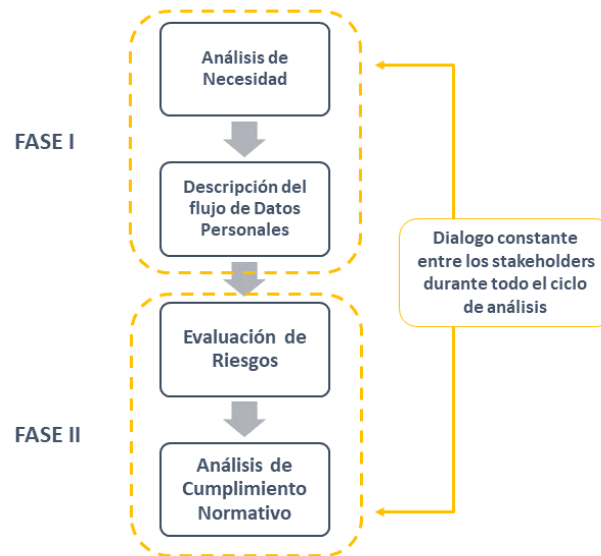 Análisis de
Necesidad
FASE I
Descripción del
flujo de Datos
Personales
Dialogo constante
entre los stakeholders
durante todo el ciclo
de análisis
Evaluación de
Riesgos
FASE II
Análisis de
Cumplimiento
Normativo